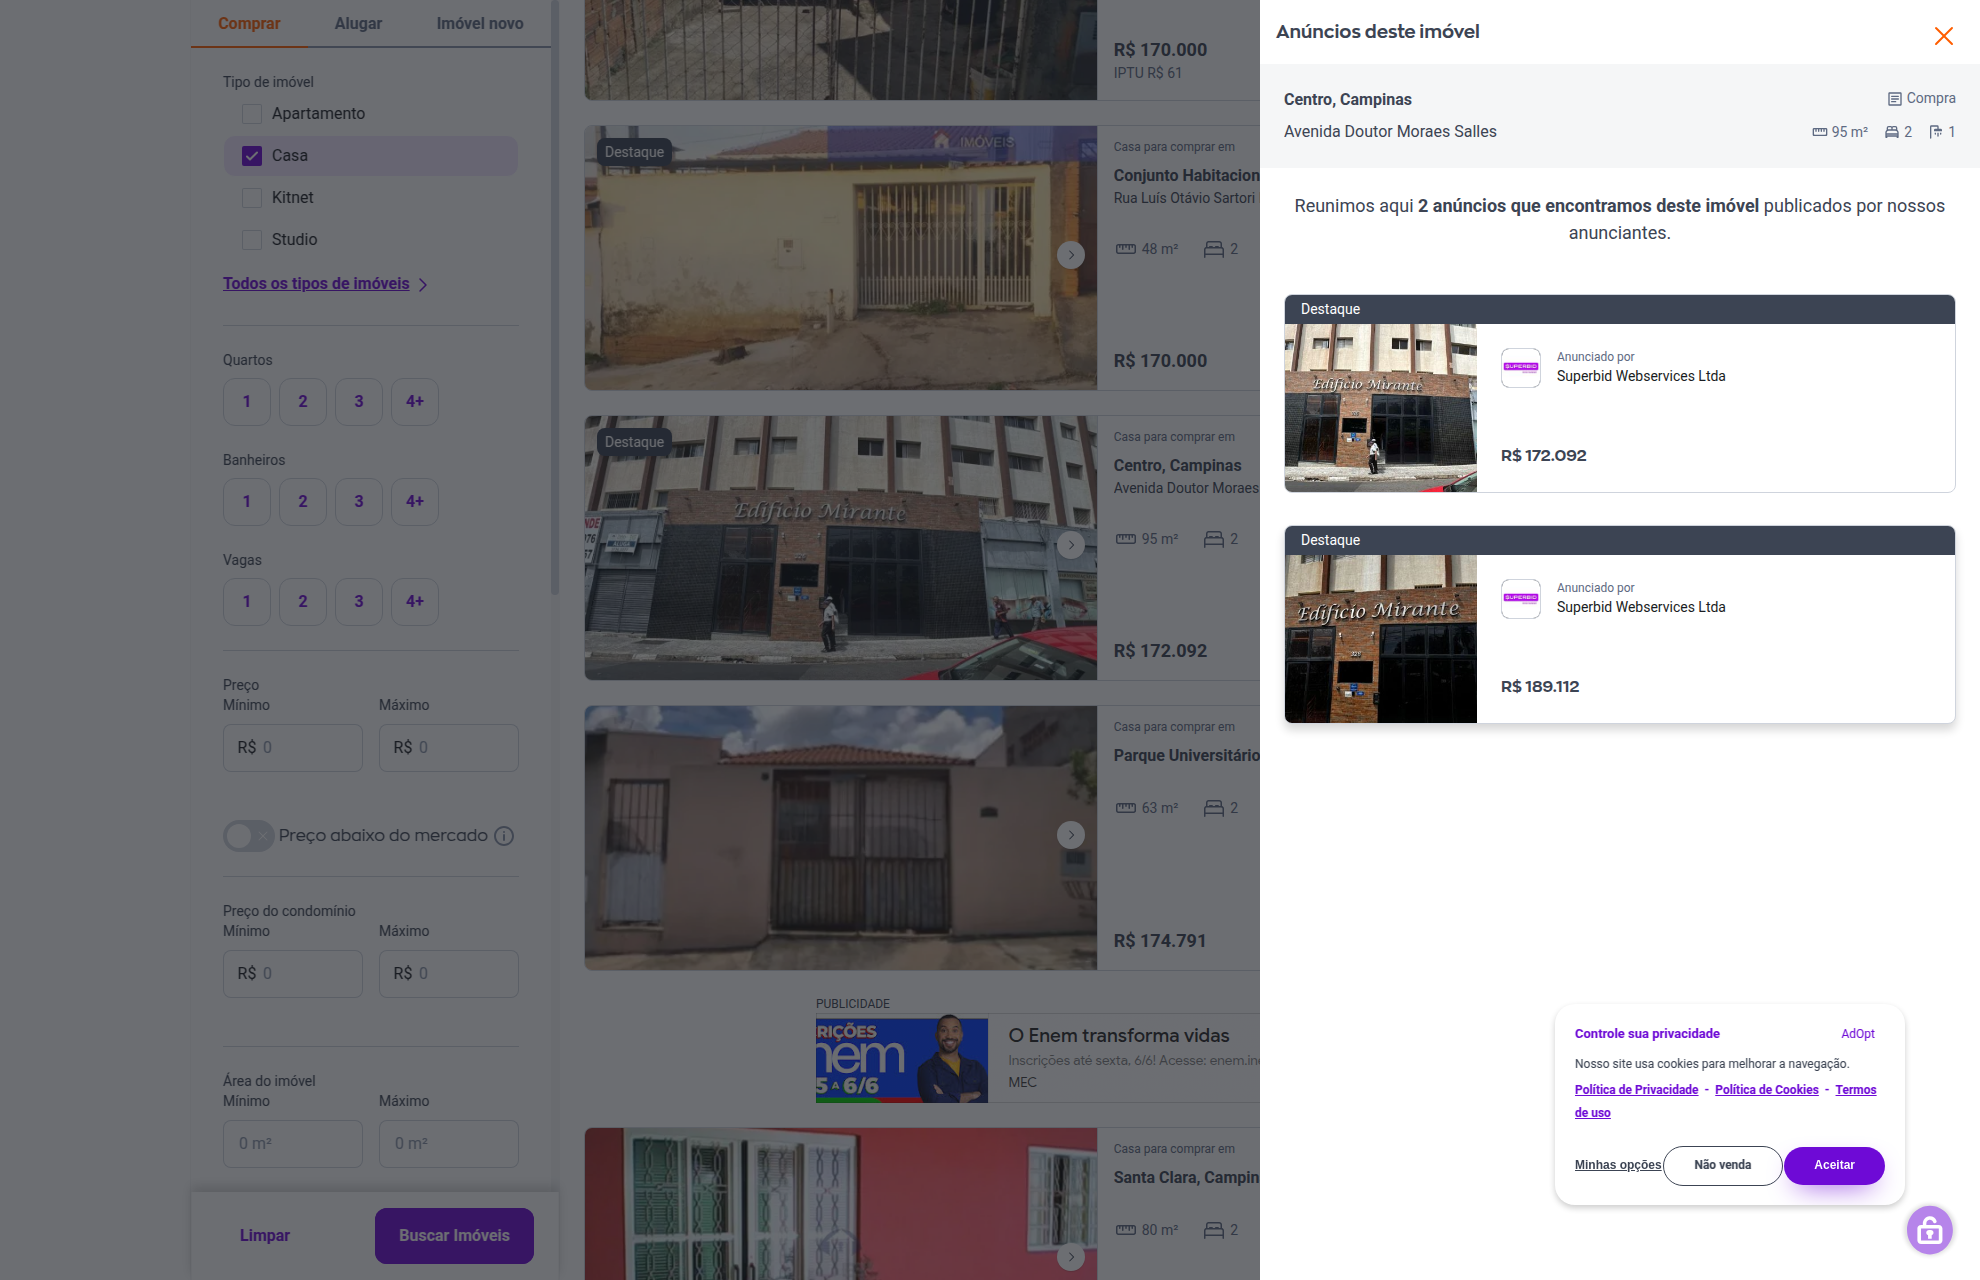 Comprar
Alugar
Imóvel novo
Tipo de imóvel
Apartamento
Casa
Kitnet
Studio
Todos os tipos de imóveis
Quartos
1
2
3
4+
Banheiros
1
2
3
4+
Vagas
1
2
3
4+
Preço
Mínimo
Máximo
R$ 0
R$ 0
Preço abaixo do mercado
Preço do condomínio
Mínimo
Máximo
R$ 0
R$ 0
Área do imóvel
Mínimo
Máximo
0 m²
0 m²
Limpar
Buscar Imóveis
R$ 170.000
IPTU R$ 61
Destaque
IMÓVEIS
Casa para comprar em
Conjunto Habitacion
Rua Luís Otávio Sartori
48 m²
2
R$ 170.000
Destaque
Edifício Mirante
Casa para comprar em
Centro, Campinas
Avenida Doutor Moraes
95 m²
2
R$ 172.092
Casa para comprar em
Parque Universitário
63 m²
2
R$ 174.791
PUBLICIDADE
RIÇÕES
nem
5 A 6/6
O Enem transforma vidas
Inscrições até sexta, 6/6! Acesse: enem.in
MEC
Casa para comprar em
Santa Clara, Campin
80 m²
2
Anúncios deste imóvel
Centro, Campinas
Compra
Avenida Doutor Moraes Salles
95 m²
2
1
Reunimos aqui 2 anúncios que encontramos deste imóvel publicados por nossos
anunciantes.
Destaque
Edifício Mirante
SUPERBID
Anunciado por
Superbid Webservices Ltda
R$ 172.092
Destaque
Edifício Mirante
SUPERBID
Anunciado por
Superbid Webservices Ltda
R$ 189.112
Controle sua privacidade
AdOpt
Nosso site usa cookies para melhorar a navegação.
Política de Privacidade - Política de Cookies - Termos
de uso
Minhas opções
Não venda
Aceitar